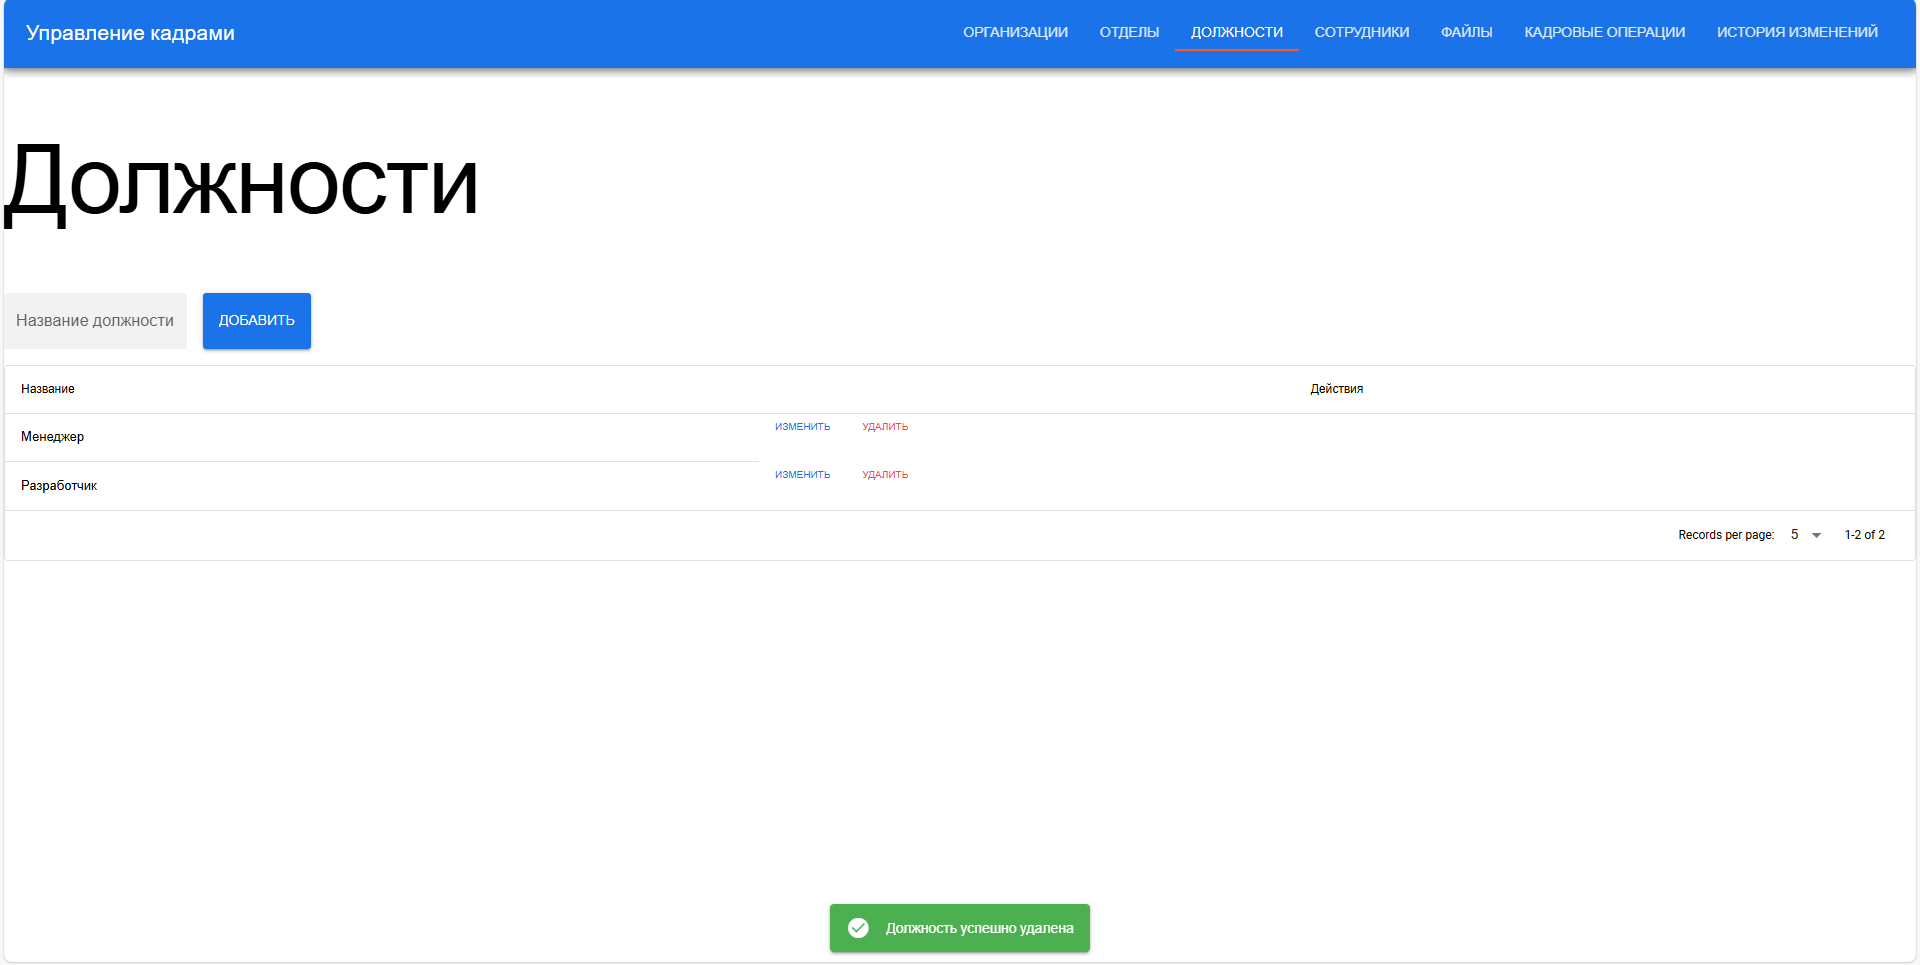 Управление кадрами
ОРГАНИЗАЦИИ ОТДЕЛЫ ДОЛЖНОСТИ СОТРУДНИКИ ФАЙЛЫ КАДРОВЫЕ ОПЕРАЦИИ ИСТОРИЯ ИЗМЕНЕНИЙ
Должности
Название должности ДОБАВИТЬ
Название Действия
Менеджер ИЗМЕНИТЬ УДАЛИТЬ
Разработчик ИЗМЕНИТЬ УДАЛИТЬ
Records per page: 5 1-2 of 2
Должность успешно удалена